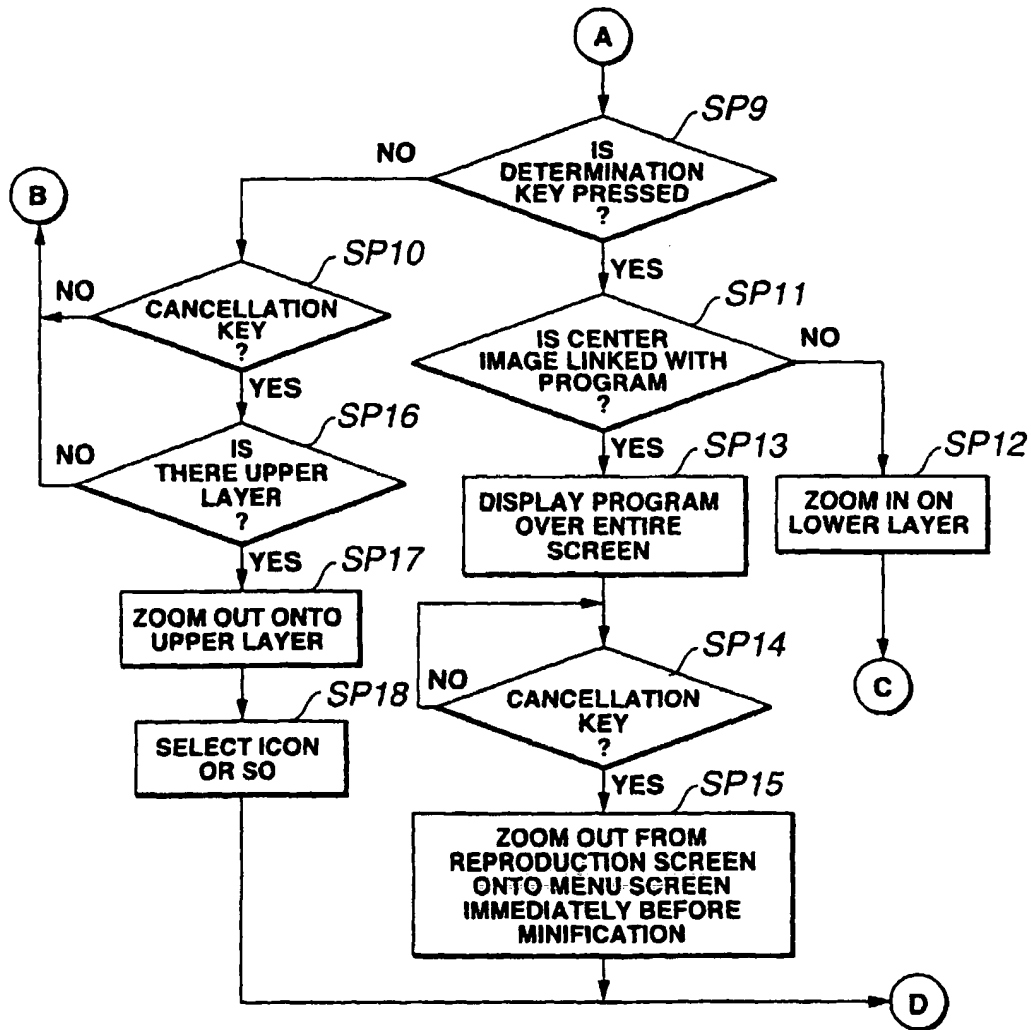 A
SP9
NO
IS
DETERMINATION
KEY PRESSED
?
B
SP10
YES
SP11
NO
CANCELLATION
KEY
?
IS CENTER
IMAGE LINKED WITH
PROGRAM
?
NO
YES
SP16
YES
SP13
SP12
NO
IS
THERE UPPER
LAYER
?
DISPLAY PROGRAM
OVER ENTIRE
SCREEN
ZOOM IN ON
LOWER LAYER
YES
SP17
ZOOM OUT ONTO
UPPER LAYER
SP14
NO
CANCELLATION
KEY
?
C
SP18
SELECT ICON
OR SO
YES
SP15
ZOOM OUT FROM
REPRODUCTION SCREEN
ONTO MENU SCREEN
IMMEDIATELY BEFORE
MINIFICATION
D